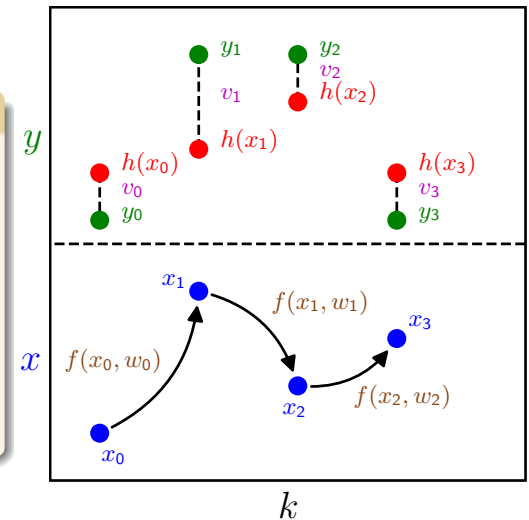 y₁ y₂
v₂
v₁ h(x₂)
y h(x₁)
h(x₀) h(x₃)
v₀ v₃
y₀ y₃
x₁ f(x₁, w₁)
x₃
x f(x₀, w₀)
f(x₂, w₂)
x₂
x₀
k